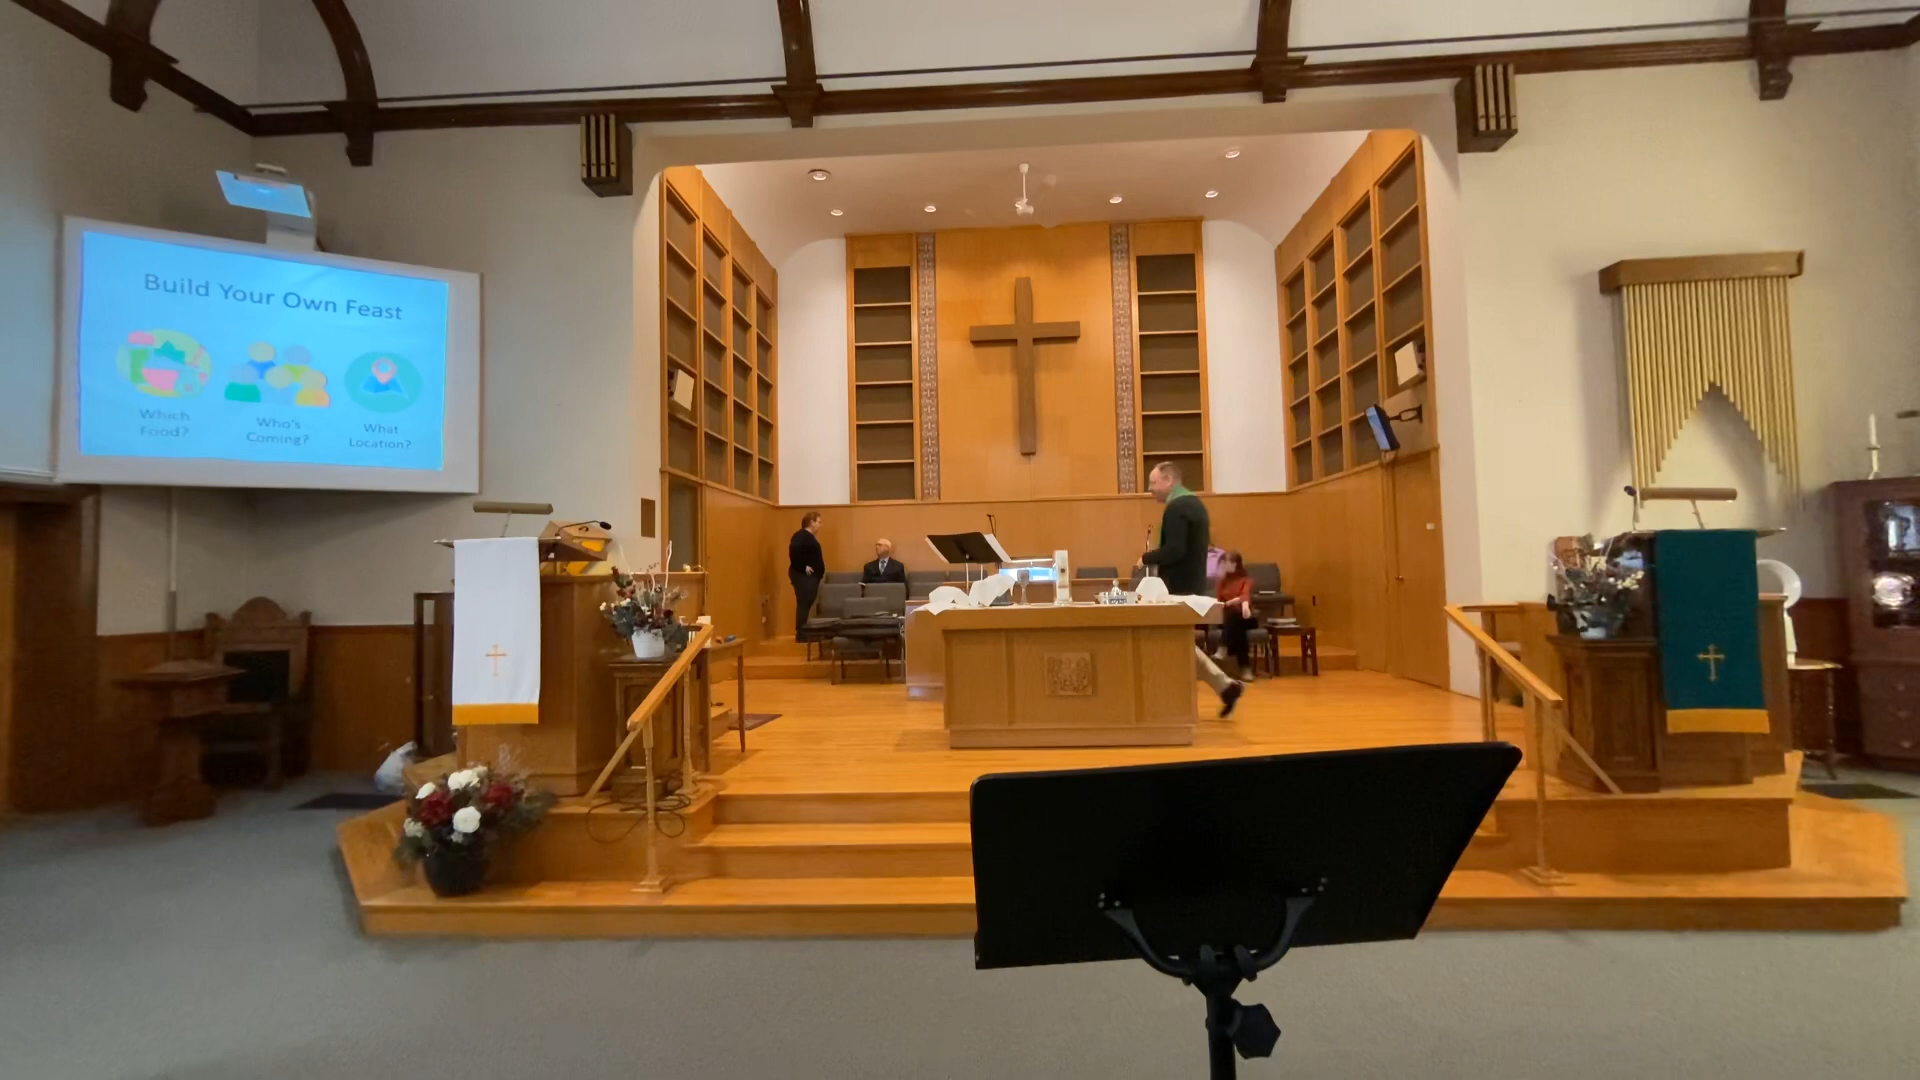 Build Your Own Feast
Which
Food?
Who's
Coming?
What
Location?